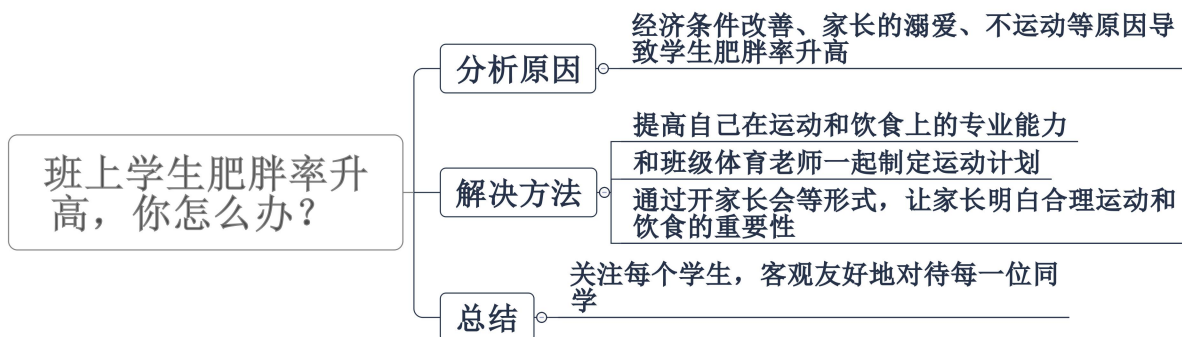 班上学生肥胖率升
高，你怎么办？
分析原因
经济条件改善、家长的溺爱、不运动等原因导
致学生肥胖率升高
解决方法
提高自己在运动和饮食上的专业能力
和班级体育老师一起制定运动计划
通过开家长会等形式，让家长明白合理运动和
饮食的重要性
总结
关注每个学生，客观友好地对待每一位同
学